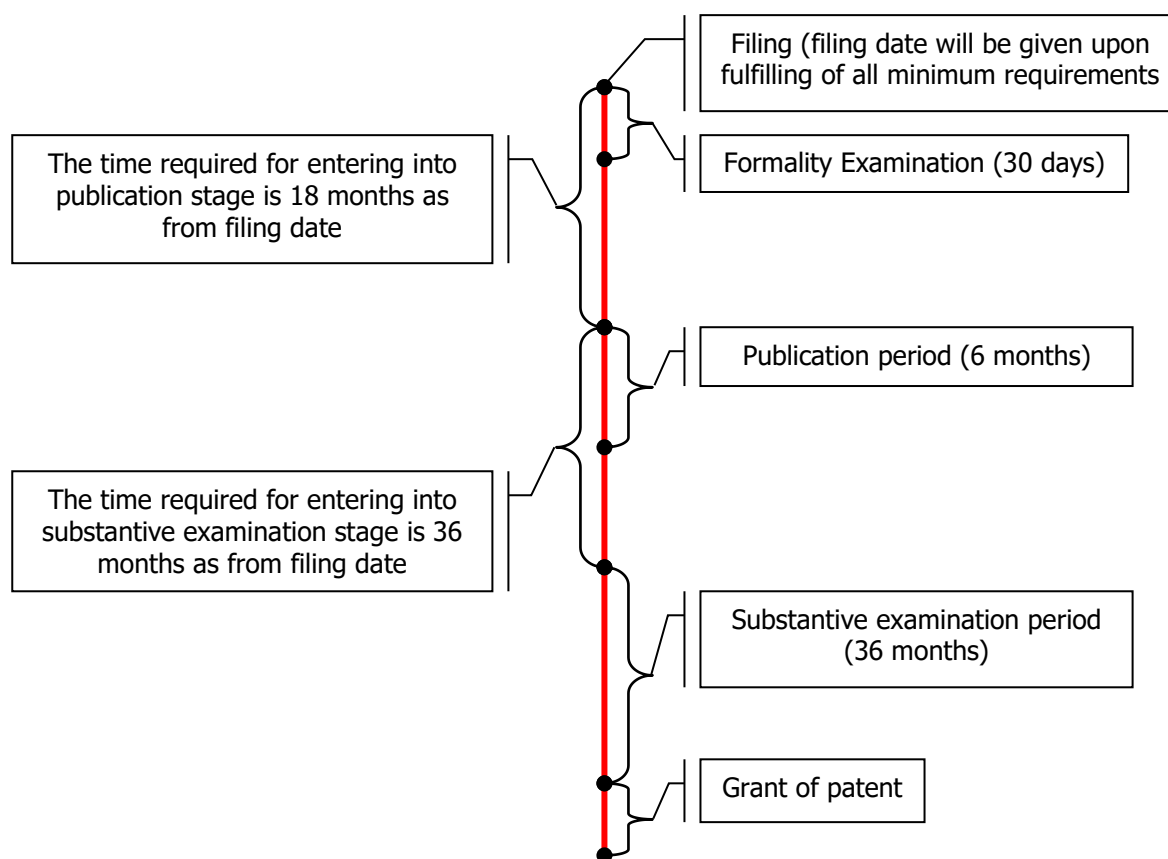 Filing (filing date will be given upon
fulfilling of all minimum requirements
The time required for entering into
publication stage is 18 months as
from filing date
Formality Examination (30 days)
Publication period (6 months)
The time required for entering into
substantive examination stage is 36
months as from filing date
Substantive examination period
(36 months)
Grant of patent